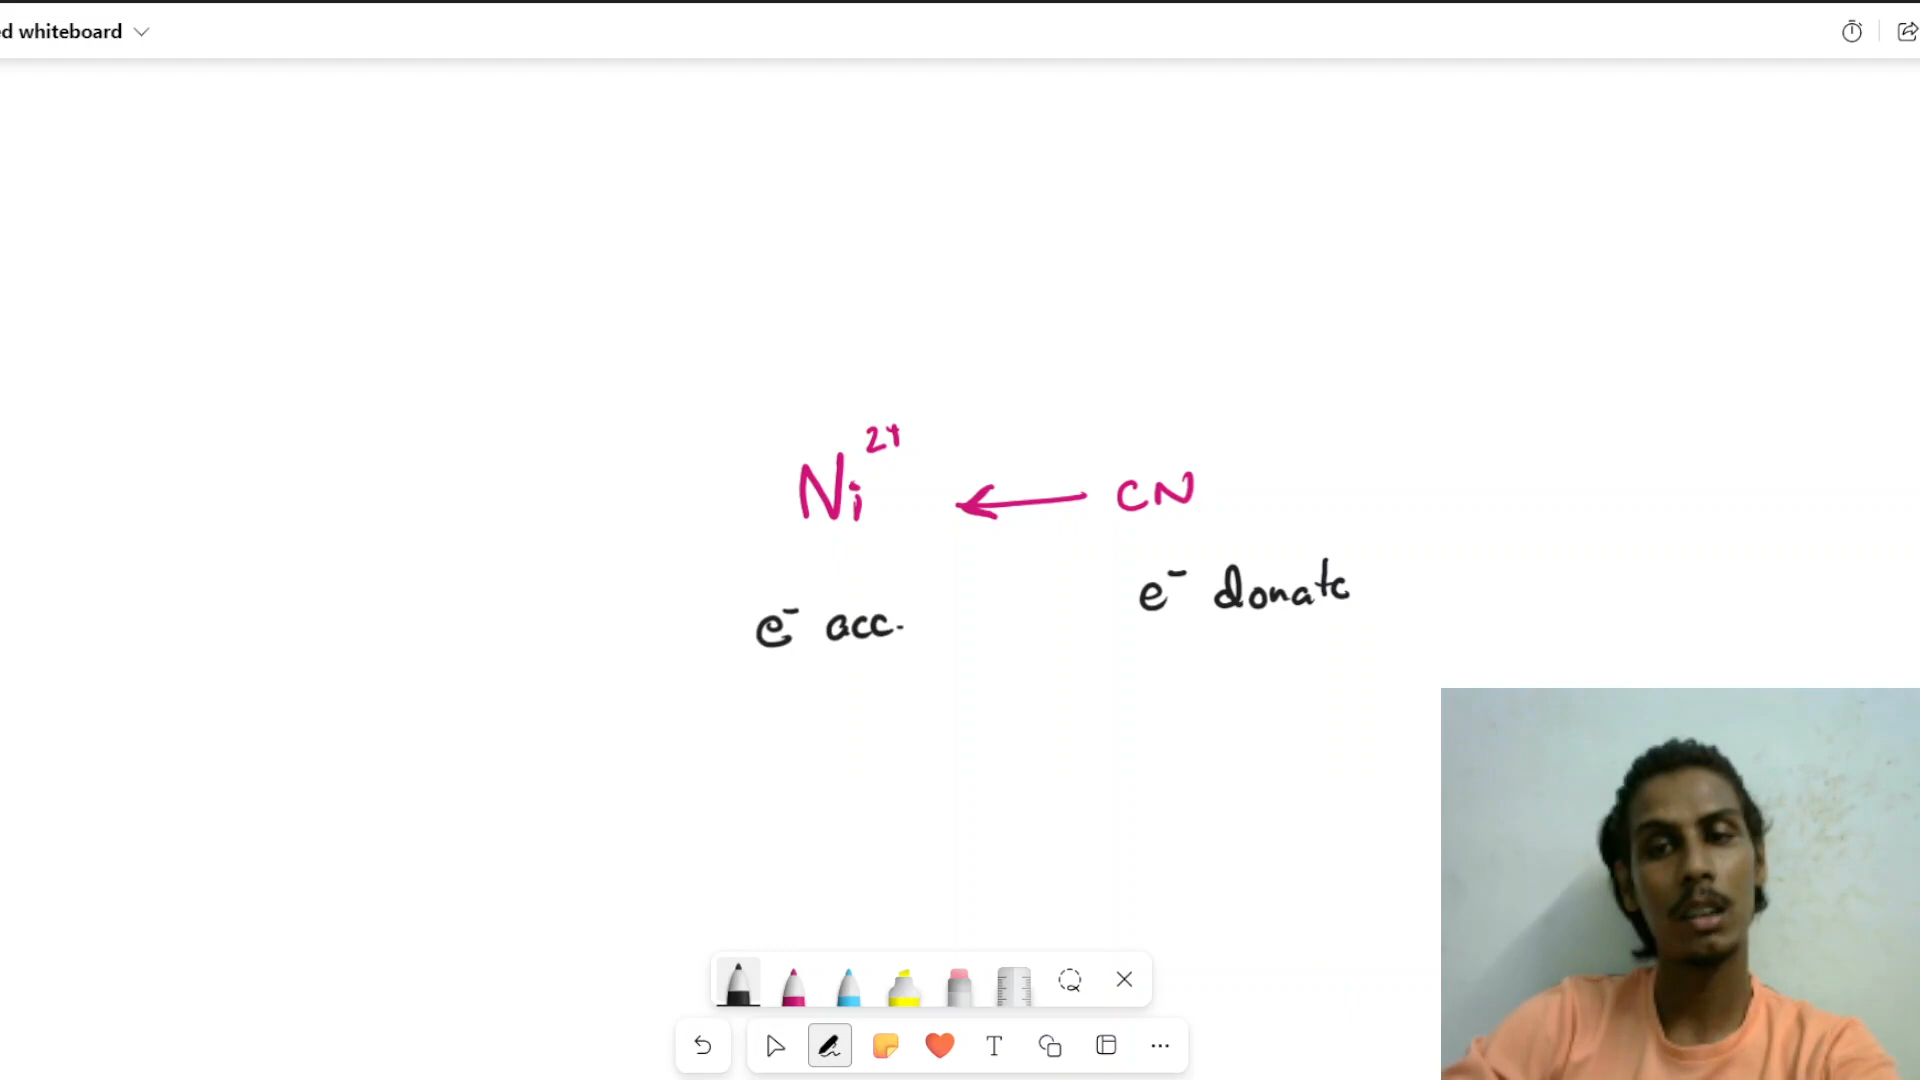 d whiteboard
Ni²⁺ ← CN
e⁻ donate
e⁻ acc.
T